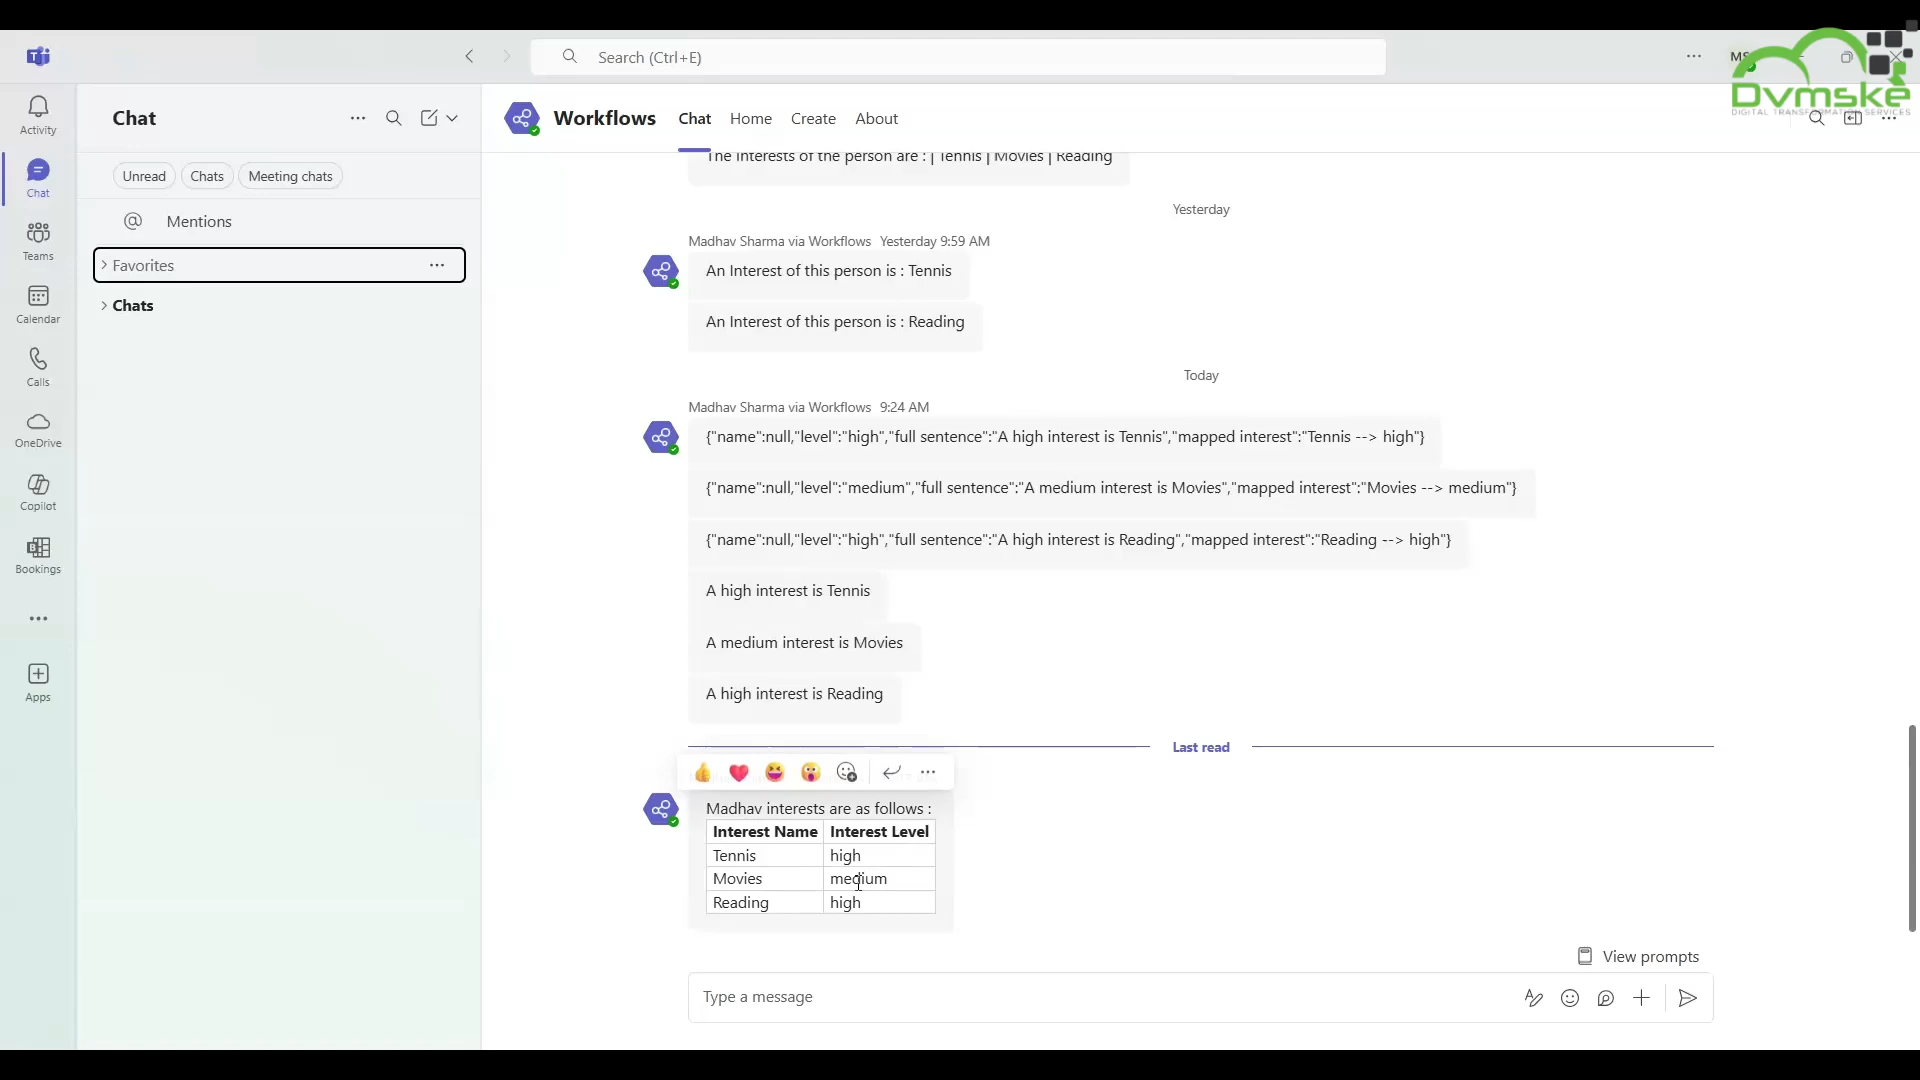 Search (Ctrl+E)
MS
Dvmske
DIGITAL TRANSFORMATION SERVICES
Activity
Chat
Teams
Calendar
Calls
OneDrive
Copilot
Bookings
Apps
Chat
Unread
Chats
Meeting chats
@ Mentions
Favorites
Chats
Workflows
Chat
Home
Create
About
The interests of the person are : | Tennis | Movies | Reading
Yesterday
Madhav Sharma via Workflows Yesterday 9:59 AM
An Interest of this person is : Tennis
An Interest of this person is : Reading
Today
Madhav Sharma via Workflows 9:24 AM
{"name":null,"level":"high","full sentence":"A high interest is Tennis","mapped interest":"Tennis --> high"}
{"name":null,"level":"medium","full sentence":"A medium interest is Movies","mapped interest":"Movies --> medium"}
{"name":null,"level":"high","full sentence":"A high interest is Reading","mapped interest":"Reading --> high"}
A high interest is Tennis
A medium interest is Movies
A high interest is Reading
Last read
Madhav interests are as follows :
Interest Name Interest Level
Tennis high
Movies medium
Reading high
View prompts
Type a message